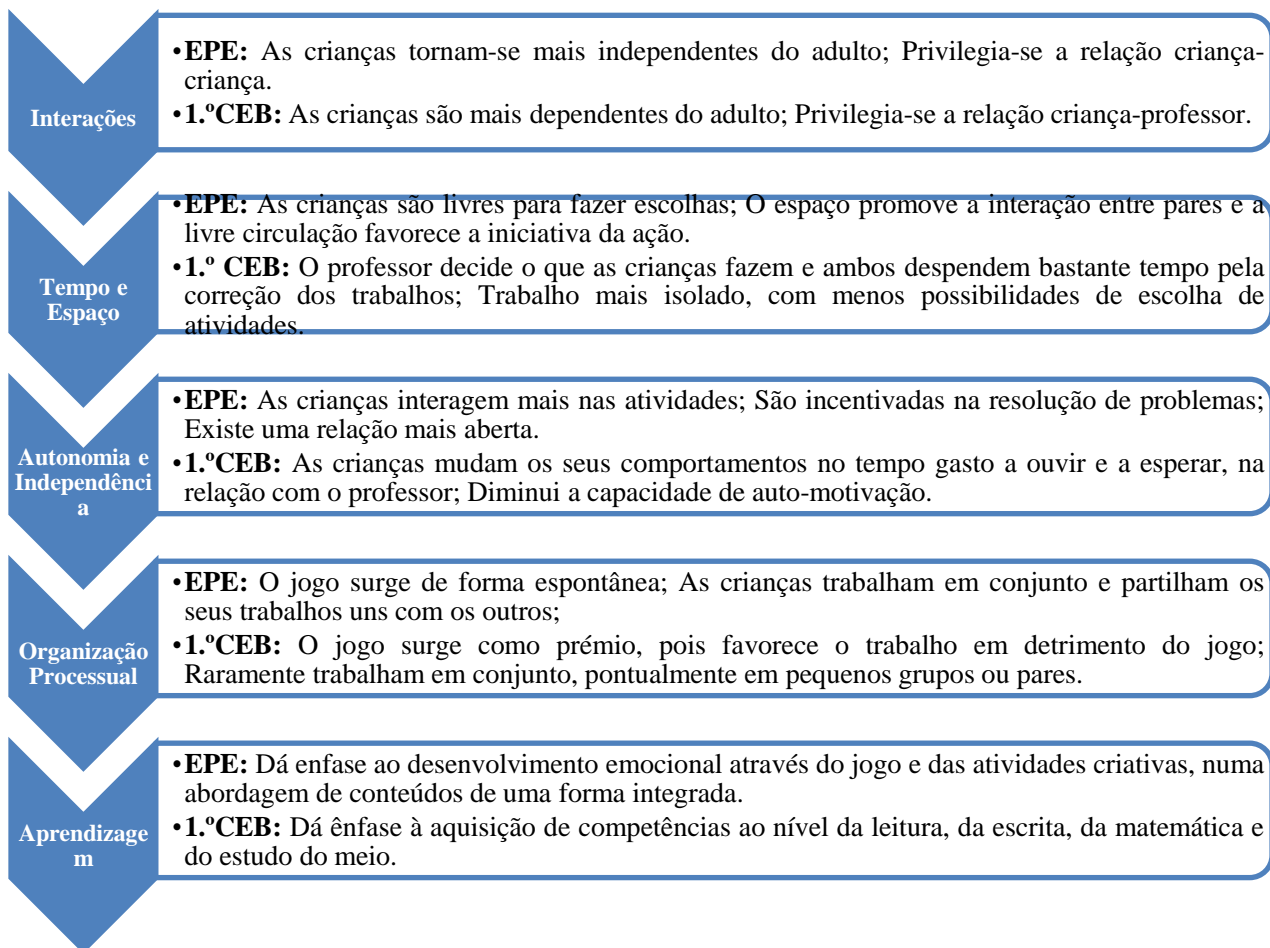 Interações
•EPE: As crianças tornam-se mais independentes do adulto; Privilegia-se a relação criança-
criança.
•1.ºCEB: As crianças são mais dependentes do adulto; Privilegia-se a relação criança-professor.
Tempo e
Espaço
•EPE: As crianças são livres para fazer escolhas; O espaço promove a interação entre pares e a
livre circulação favorece a iniciativa da ação.
•1.º CEB: O professor decide o que as crianças fazem e ambos despendem bastante tempo pela
correção dos trabalhos; Trabalho mais isolado, com menos possibilidades de escolha de
atividades.
Autonomia e
Independênci
a
•EPE: As crianças interagem mais nas atividades; São incentivadas na resolução de problemas;
Existe uma relação mais aberta.
•1.ºCEB: As crianças mudam os seus comportamentos no tempo gasto a ouvir e a esperar, na
relação com o professor; Diminui a capacidade de auto-motivação.
Organização
Processual
•EPE: O jogo surge de forma espontânea; As crianças trabalham em conjunto e partilham os
seus trabalhos uns com os outros;
•1.ºCEB: O jogo surge como prémio, pois favorece o trabalho em detrimento do jogo;
Raramente trabalham em conjunto, pontualmente em pequenos grupos ou pares.
Aprendizage
m
•EPE: Dá enfase ao desenvolvimento emocional através do jogo e das atividades criativas, numa
abordagem de conteúdos de uma forma integrada.
•1.ºCEB: Dá ênfase à aquisição de competências ao nível da leitura, da escrita, da matemática e
do estudo do meio.